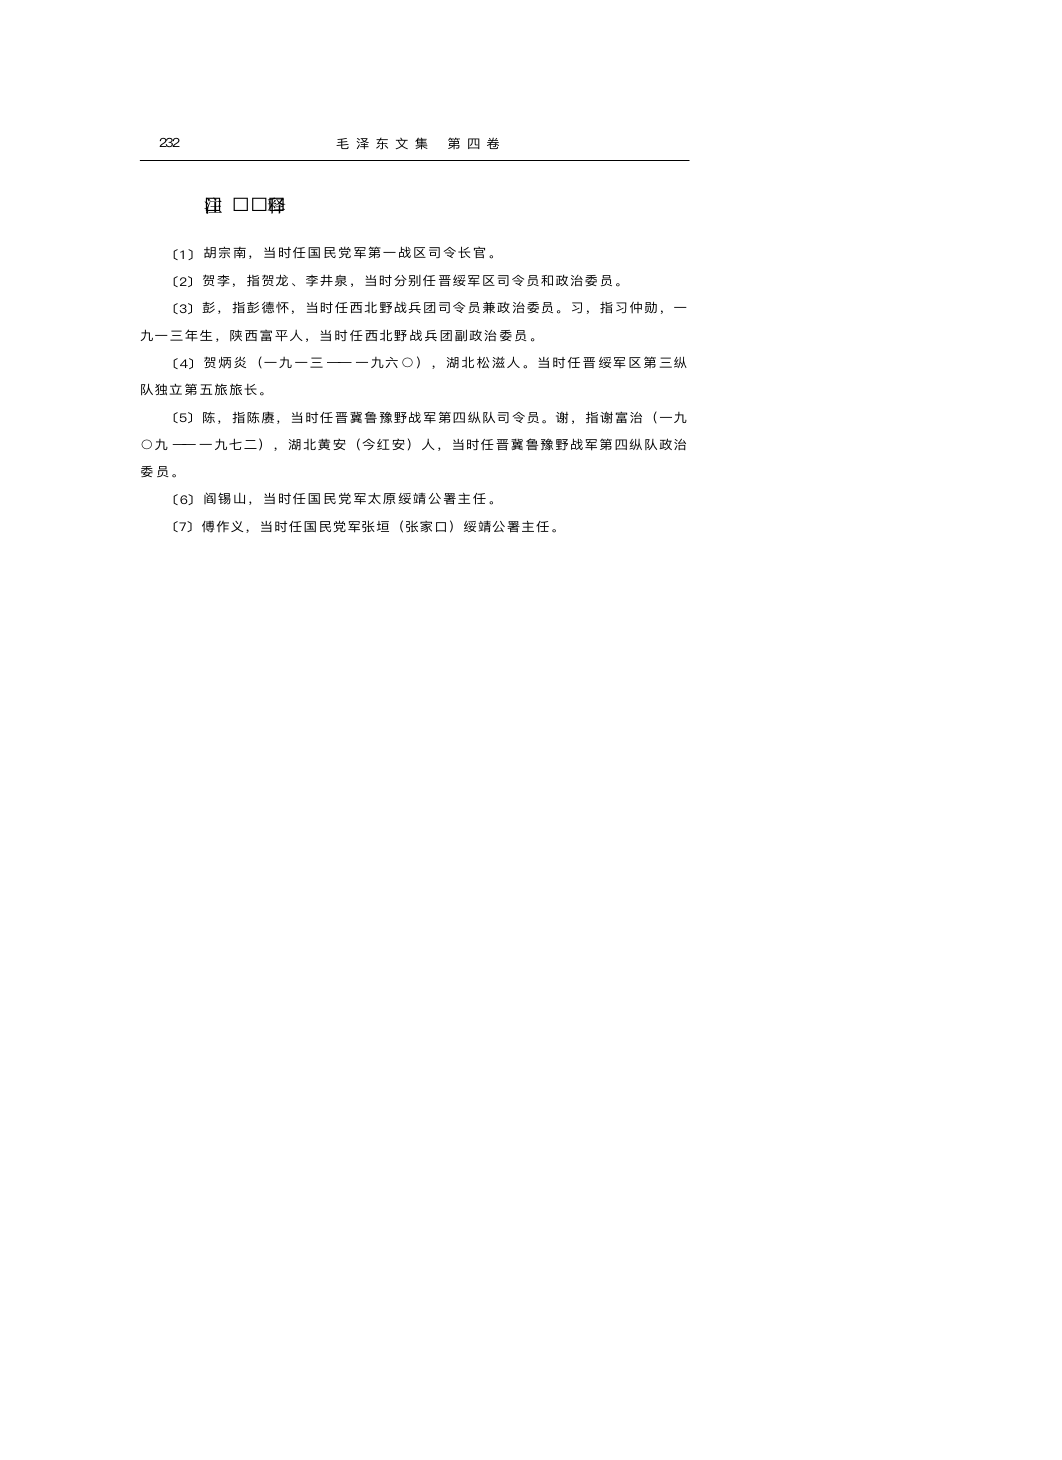 232 毛泽东文集 第四卷
注 □□释
〔1〕胡宗南，当时任国民党军第一战区司令长官。
〔2〕贺李，指贺龙、李井泉，当时分别任晋绥军区司令员和政治委员。
〔3〕彭，指彭德怀，当时任西北野战兵团司令员兼政治委员。习，指习仲勋，一
九一三年生，陕西富平人，当时任西北野战兵团副政治委员。
〔4〕贺炳炎（一九一三——一九六○），湖北松滋人。当时任晋绥军区第三纵
队独立第五旅旅长。
〔5〕陈，指陈赓，当时任晋冀鲁豫野战军第四纵队司令员。谢，指谢富治（一九
○九——一九七二），湖北黄安（今红安）人，当时任晋冀鲁豫野战军第四纵队政治
委员。
〔6〕阎锡山，当时任国民党军太原绥靖公署主任。
〔7〕傅作义，当时任国民党军张垣（张家口）绥靖公署主任。